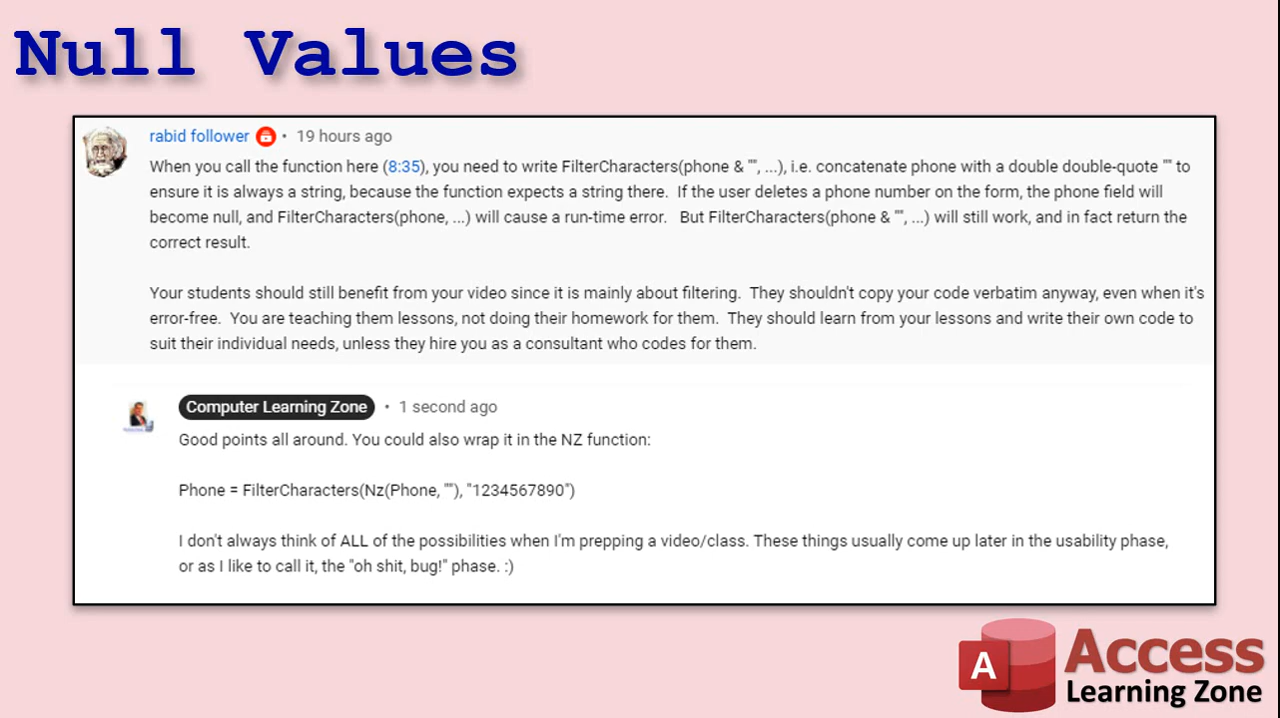 Null Values
rabid follower • 19 hours ago
When you call the function here (8:35), you need to write FilterCharacters(phone & "", ...), i.e. concatenate phone with a double double-quote "" to
ensure it is always a string, because the function expects a string there. If the user deletes a phone number on the form, the phone field will
become null, and FilterCharacters(phone, ...) will cause a run-time error. But FilterCharacters(phone & "", ...) will still work, and in fact return the
correct result.
Your students should still benefit from your video since it is mainly about filtering. They shouldn't copy your code verbatim anyway, even when it's
error-free. You are teaching them lessons, not doing their homework for them. They should learn from your lessons and write their own code to
suit their individual needs, unless they hire you as a consultant who codes for them.
Computer Learning Zone • 1 second ago
Good points all around. You could also wrap it in the NZ function:
Phone = FilterCharacters(Nz(Phone, ""), "1234567890")
I don't always think of ALL of the possibilities when I'm prepping a video/class. These things usually come up later in the usability phase,
or as I like to call it, the "oh shit, bug!" phase. :)
A
Access
Learning Zone